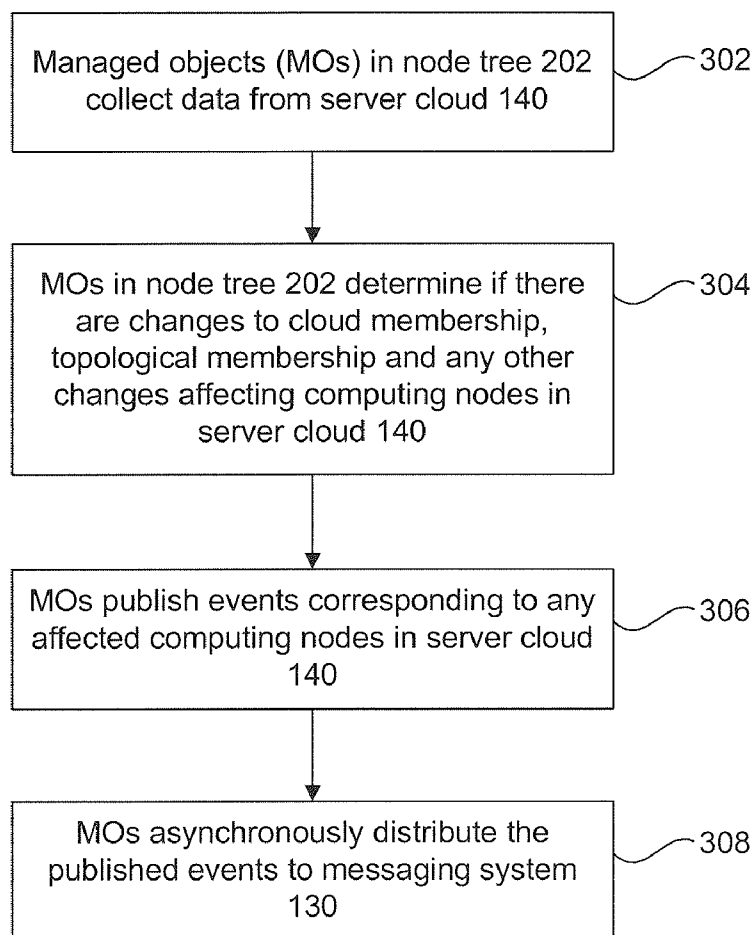 Managed objects (MOs) in node tree 202
collect data from server cloud 140
302
MOs in node tree 202 determine if there
are changes to cloud membership,
topological membership and any other
changes affecting computing nodes in
server cloud 140
304
MOs publish events corresponding to any
affected computing nodes in server cloud
140
306
MOs asynchronously distribute the
published events to messaging system
130
308